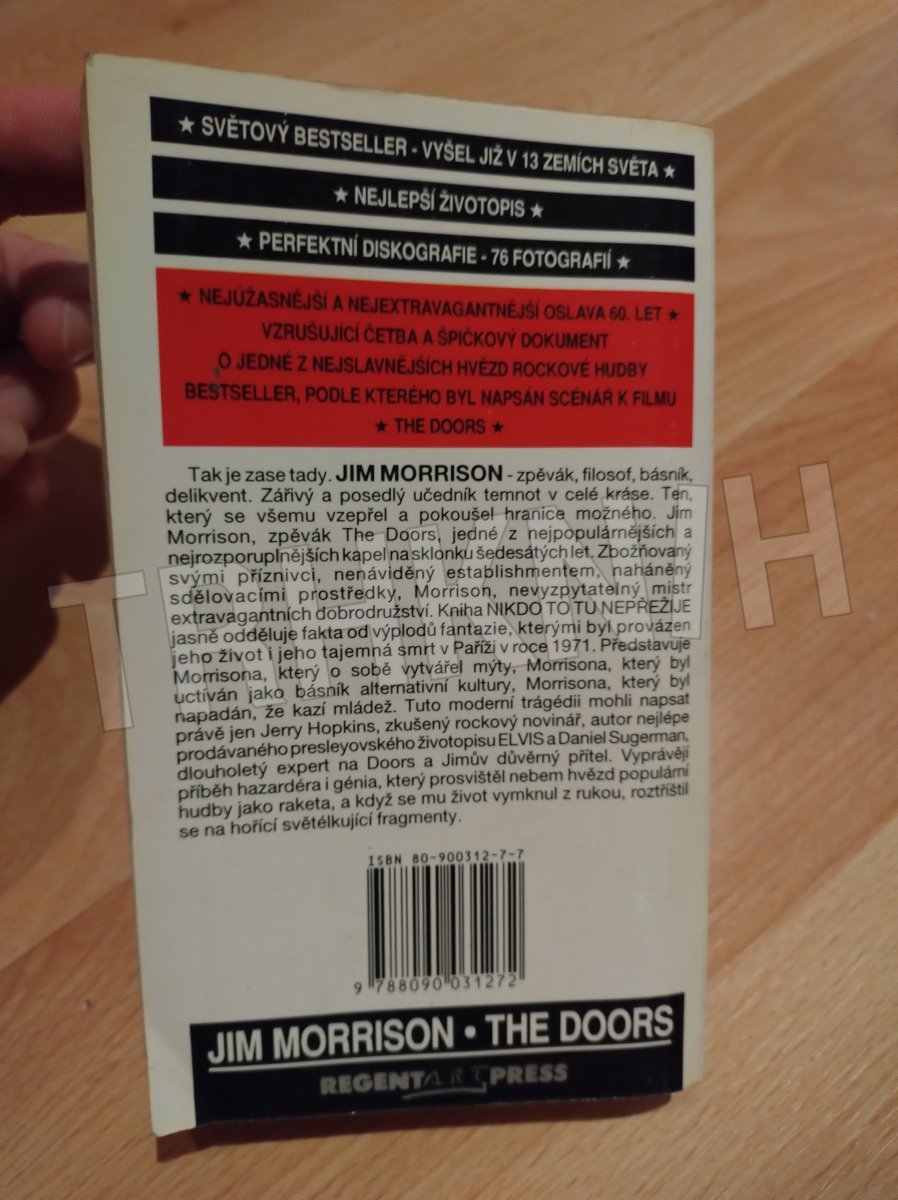 ★ SVĚTOVÝ BESTSELLER - VYŠEL JIŽ V 13 ZEMÍCH SVĚTA ★
★ NEJLEPŠÍ ŽIVOTOPIS ★
★ PERFEKTNÍ DISKOGRAFIE - 76 FOTOGRAFIÍ ★
★ NEJÚŽASNĚJŠÍ A NEJEXTRAVAGANTNĚJŠÍ OSLAVA 60. LET ★
VZRUŠUJÍCÍ ČETBA A ŠPIČKOVÝ DOKUMENT
O JEDNÉ Z NEJSLAVNĚJŠÍCH HVĚZD ROCKOVÉ HUDBY
BESTSELLER, PODLE KTERÉHO BYL NAPSÁN SCÉNÁŘ K FILMU
★ THE DOORS ★
Tak je zase tady. JIM MORRISON - zpěvák, filosof, básník,
delikvent. Zářivý a posedlý učedník temnot v celé kráse. Ten,
který se všemu vzepřel a pokoušel hranice možného. Jim
Morrison, zpěvák The Doors, jedné z nejpopulárnějších a
nejrozporuplnějších kapel na sklonku šedesátých let. Zbožňovaný
svými příznivci, nenáviděný establishmentem, naháněný
sdělovacími prostředky, Morrison, nevyzpytatelný mistr
extravagantních dobrodružství. Kniha NIKDO TO TU NEPŘEŽIJE
jasně odděluje fakta od výplodů fantazie, kterými byl provázen
jeho život i jeho tajemná smrt v Paříži v roce 1971. Představuje
Morrisona, který o sobě vytvářel mýty, Morrisona, který byl
uctíván jako básník alternativní kultury, Morrisona, který byl
napadán, že kazí mládež. Tuto moderní trágédii mohli napsat
právě jen Jerry Hopkins, zkušený rockový novinář, autor nejlépe
prodávaného presleyovského životopisu ELVIS a Daniel Sugerman,
dlouholetý expert na Doors a Jimův důvěrný přítel. Vyprávějí
příběh hazardéra i génia, který prosvištěl nebem hvězd populární
hudby jako raketa, a když se mu život vymknul z rukou, roztříštil
se na hořící světélkující fragmenty.
ISBN 80-900312-7-7
9 788090 031272
JIM MORRISON • THE DOORS
REGENT ART PRESS